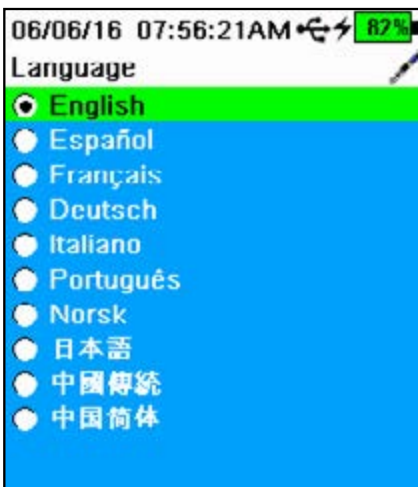 06/06/16 07:56:21AM 82%
Language
English
Español
Français
Deutsch
Italiano
Português
Norsk
日本語
中國傳統
中国简体